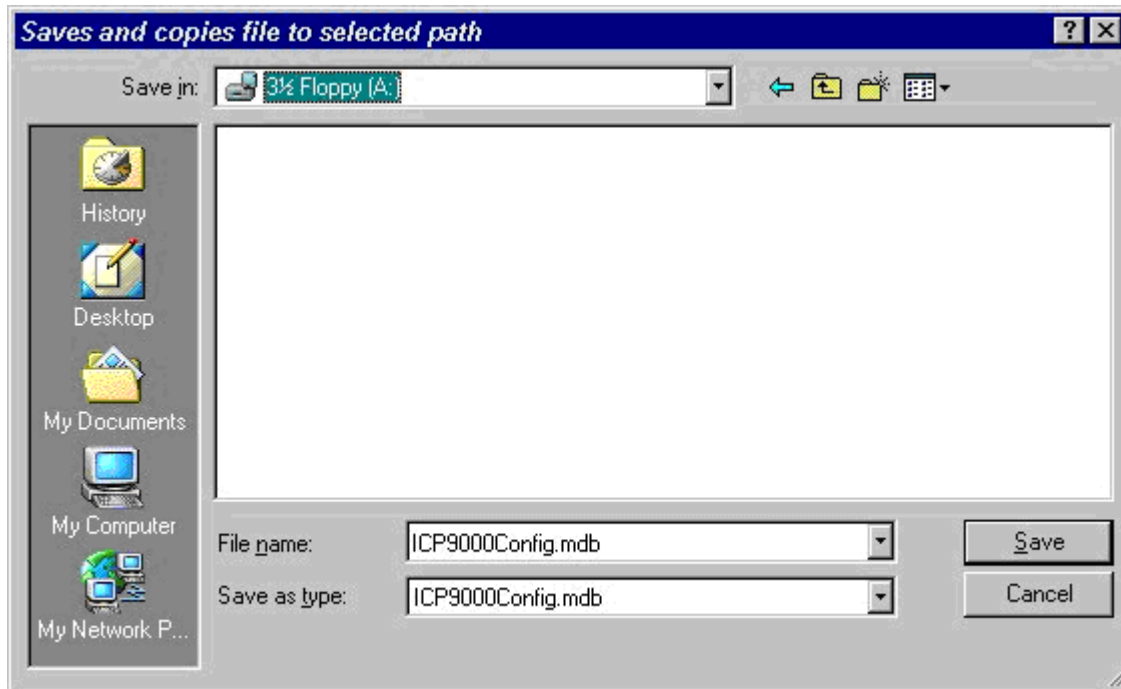 Saves and copies file to selected path
Save in: 3½ Floppy (A:)
History
Desktop
My Documents
My Computer
My Network P...
File name: ICP9000Config.mdb Save
Save as type: ICP9000Config.mdb Cancel